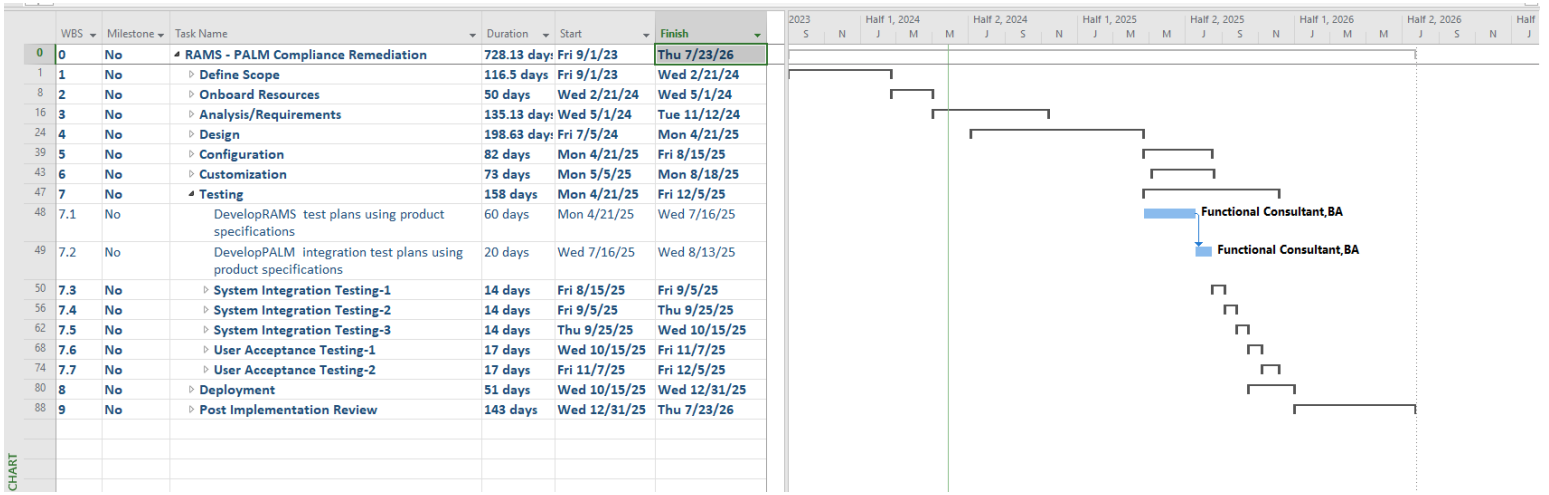 2023 Half 1, 2024 Half 2, 2024 Half 1, 2025 Half 2, 2025 Half 1, 2026 Half 2, 2026 Half
WBS Milestone Task Name Duration Start Finish S N J M M J S N J M M J S N J M M J S N J
0 0 No RAMS - PALM Compliance Remediation 728.13 days Fri 9/1/23 Thu 7/23/26
1 1 No Define Scope 116.5 days Fri 9/1/23 Wed 2/21/24
8 2 No Onboard Resources 50 days Wed 2/21/24 Wed 5/1/24
16 3 No Analysis/Requirements 135.13 days Wed 5/1/24 Tue 11/12/24
24 4 No Design 198.63 days Fri 7/5/24 Mon 4/21/25
39 5 No Configuration 82 days Mon 4/21/25 Fri 8/15/25
43 6 No Customization 73 days Mon 5/5/25 Mon 8/18/25
47 7 No Testing 158 days Mon 4/21/25 Fri 12/5/25
48 7.1 No DevelopRAMS test plans using product 60 days Mon 4/21/25 Wed 7/16/25 Functional Consultant,BA
specifications
49 7.2 No DevelopPALM integration test plans using 20 days Wed 7/16/25 Wed 8/13/25 Functional Consultant,BA
product specifications
50 7.3 No System Integration Testing-1 14 days Fri 8/15/25 Fri 9/5/25
56 7.4 No System Integration Testing-2 14 days Fri 9/5/25 Thu 9/25/25
62 7.5 No System Integration Testing-3 14 days Thu 9/25/25 Wed 10/15/25
68 7.6 No User Acceptance Testing-1 17 days Wed 10/15/25 Fri 11/7/25
74 7.7 No User Acceptance Testing-2 17 days Fri 11/7/25 Fri 12/5/25
80 8 No Deployment 51 days Wed 10/15/25 Wed 12/31/25
88 9 No Post Implementation Review 143 days Wed 12/31/25 Thu 7/23/26
CHART